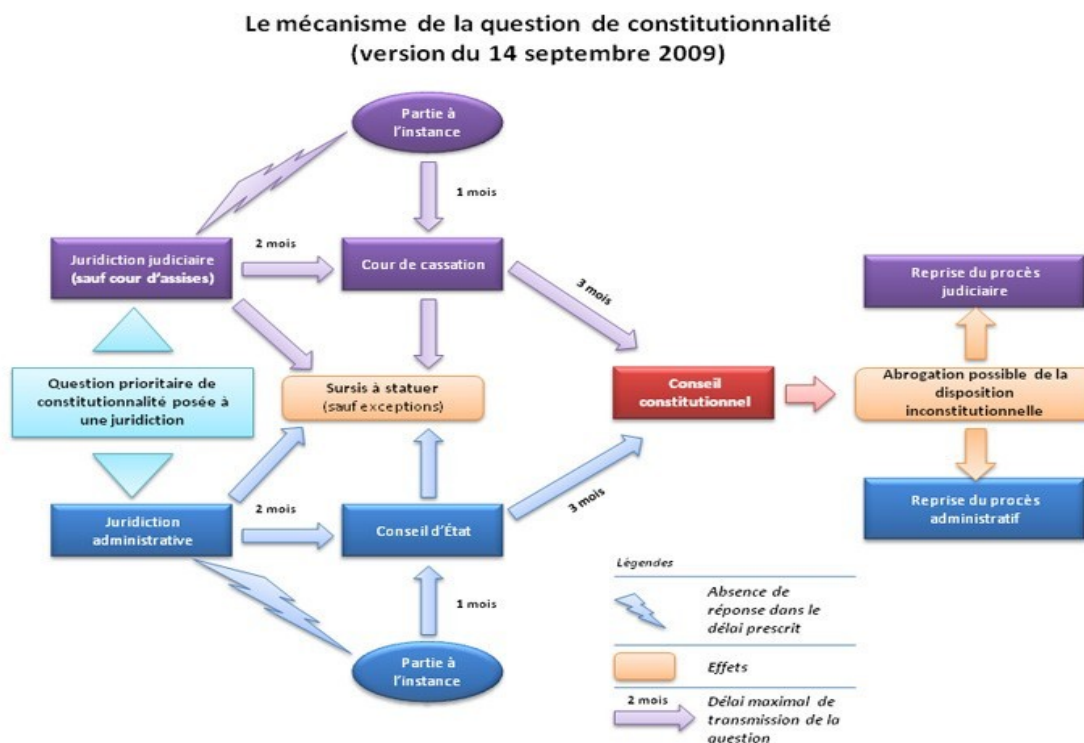 Le mécanisme de la question de constitutionnalité
(version du 14 septembre 2009)
Partie à
l'instance
1 mois
Juridiction judiciaire
(sauf cour d'assises)
2 mois
Cour de cassation
3 mois
Reprise du procès
judiciaire
Question prioritaire de
constitutionnalité posée à
une juridiction
Sursis à statuer
(sauf exceptions)
Conseil
constitutionnel
Abrogation possible de la
disposition
inconstitutionnelle
Juridiction
administrative
2 mois
Conseil d'État
3 mois
Reprise du procès
administratif
1 mois
Partie à
l'instance
Légendes
Absence de
réponse dans le
délai prescrit
Effets
2 mois
Délai maximal de
transmission de la
question